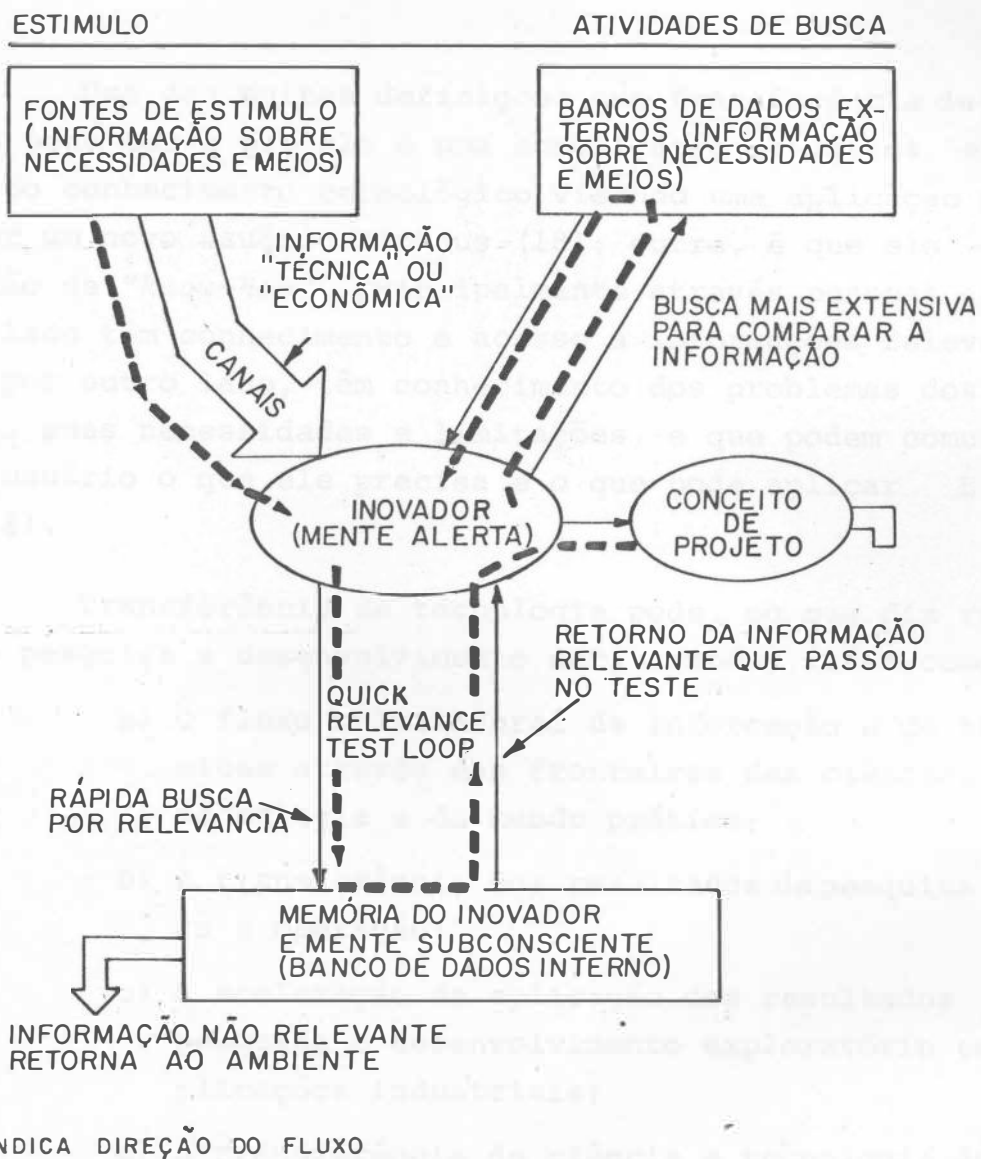 ESTIMULO
ATIVIDADES DE BUSCA
FONTES DE ESTÍMULO
(INFORMAÇÃO SOBRE
NECESSIDADES E MEIOS)
BANCOS DE DADOS EX-
TERNOS (INFORMAÇÃO
SOBRE NECESSIDADES
E MEIOS)
INFORMAÇÃO
"TÉCNICA" OU
"ECONÔMICA"
CANAIS
BUSCA MAIS EXTENSIVA
PARA COMPARAR A
INFORMAÇÃO
INOVADOR
(MENTE ALERTA)
CONCEITO
DE
PROJETO
RETORNO DA INFORMAÇÃO
RELEVANTE QUE PASSOU
NO TESTE
QUICK
RELEVANCE
TEST LOOP
RÁPIDA BUSCA
POR RELEVANCIA
MEMÓRIA DO INOVADOR
E MENTE SUBCONSCIENTE
(BANCO DE DADOS INTERNO)
INFORMAÇÃO NÃO RELEVANTE
RETORNA AO AMBIENTE
NDICA DIREÇÃO DO FLUXO